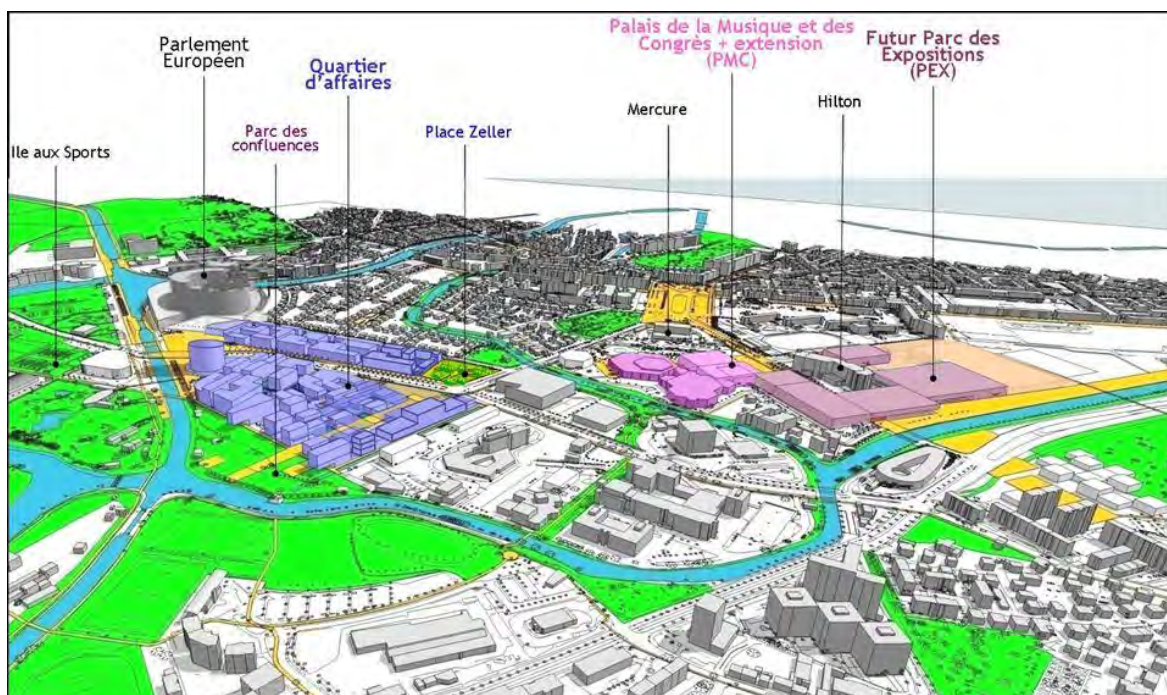 Parlement
Européen
Quartier
d'affaires
Palais de la Musique et des
Congrès + extension
(PMC)
Futur Parc des
Expositions
(PEX)
Ile aux Sports
Parc des
confluences
Place Zeller
Mercure
Hilton